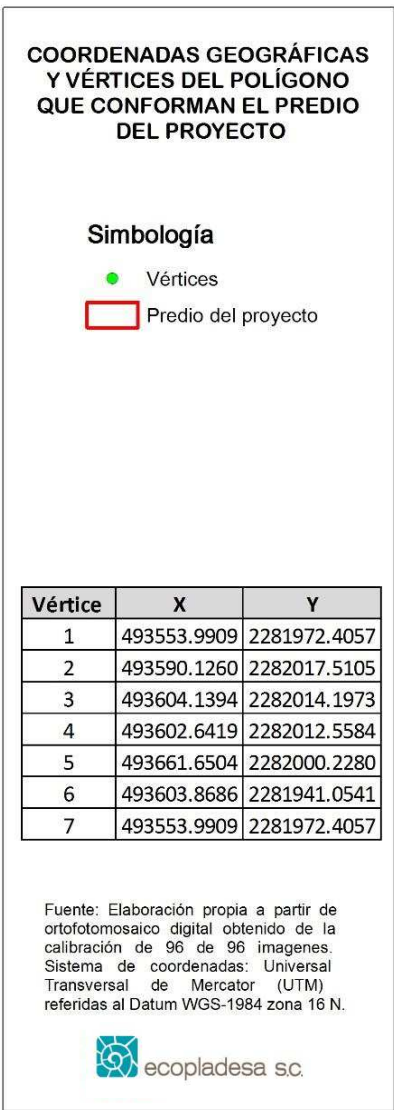 COORDENADAS GEOGRÁFICAS
Y VÉRTICES DEL POLÍGONO
QUE CONFORMAN EL PREDIO
DEL PROYECTO
Simbología
Vértices
Predio del proyecto
Vértice X Y
1 493553.9909 2281972.4057
2 493590.1260 2282017.5105
3 493604.1394 2282014.1973
4 493602.6419 2282012.5584
5 493661.6504 2282000.2280
6 493603.8686 2281941.0541
7 493553.9909 2281972.4057
Fuente: Elaboración propia a partir de
ortofotomosaico digital obtenido de la
calibración de 96 de 96 imagenes.
Sistema de coordenadas: Universal
Transversal de Mercator (UTM)
referidas al Datum WGS-1984 zona 16 N.
ecopladesa s.c.